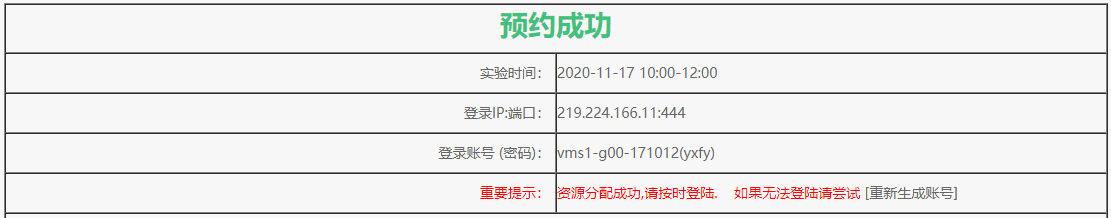 预约成功
实验时间： 2020-11-17 10:00-12:00
登录IP:端口： 219.224.166.11:444
登录账号 (密码)： vms1-g00-171012(yxfy)
重要提示： 资源分配成功,请按时登陆. 如果无法登陆请尝试 [重新生成账号]